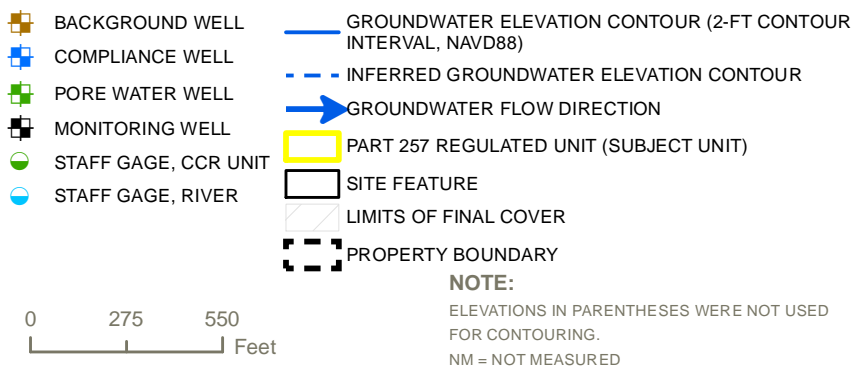 BACKGROUND WELL
COMPLIANCE WELL
PORE WATER WELL
MONITORING WELL
STAFF GAGE, CCR UNIT
STAFF GAGE, RIVER
GROUNDWATER ELEVATION CONTOUR (2-FT CONTOUR
INTERVAL, NAVD88)
INFERRED GROUNDWATER ELEVATION CONTOUR
GROUNDWATER FLOW DIRECTION
PART 257 REGULATED UNIT (SUBJECT UNIT)
SITE FEATURE
LIMITS OF FINAL COVER
PROPERTY BOUNDARY
0 275 550
Feet
NOTE:
ELEVATIONS IN PARENTHESES WERE NOT USED
FOR CONTOURING.
NM = NOT MEASURED